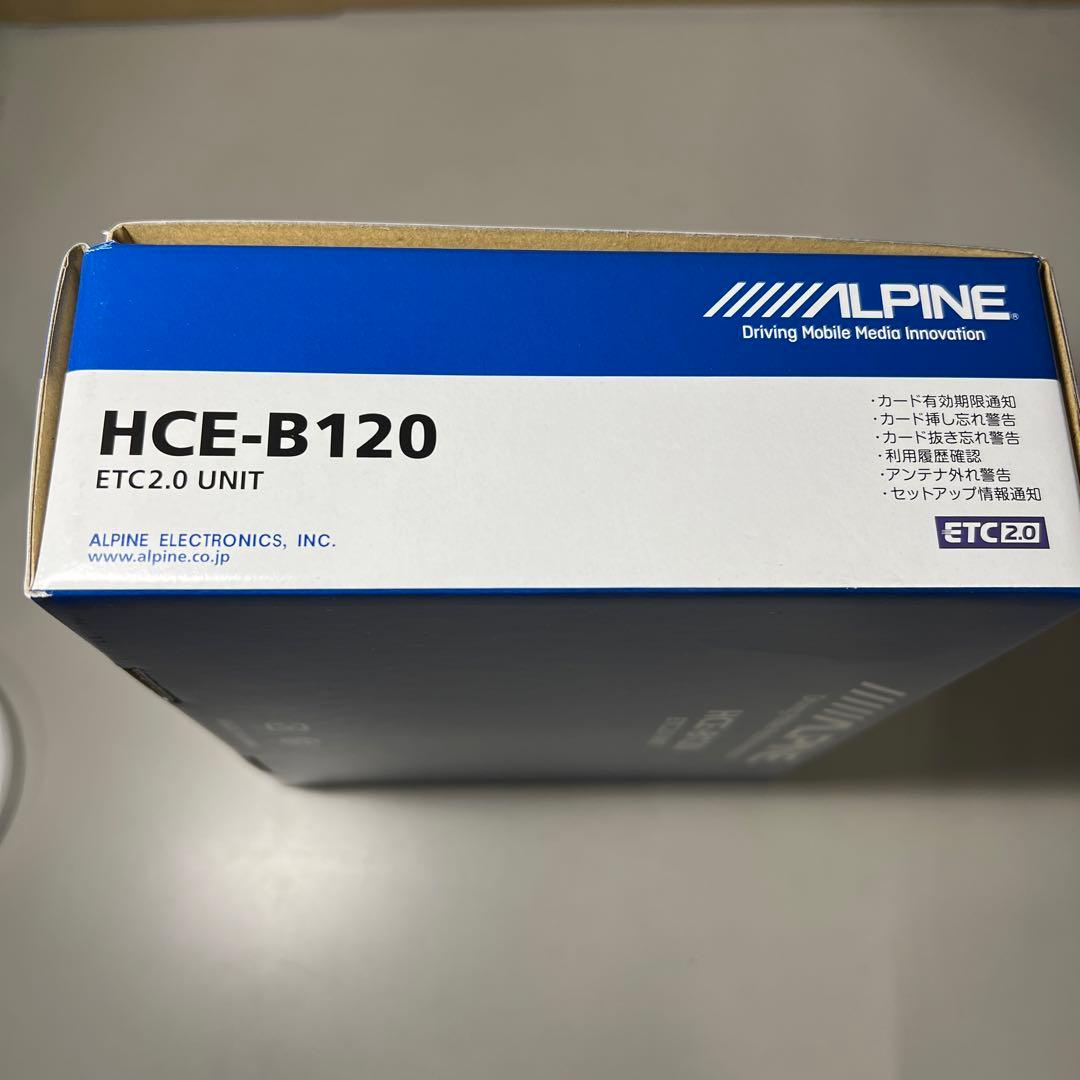 ALPINE
Driving Mobile Media Innovation
HCE-B120
ETC2.0 UNIT
ALPINE ELECTRONICS, INC.
www.alpine.co.jp
・カード有効期限通知
・カード挿し忘れ警告
・カード抜き忘れ警告
・利用履歴確認
・アンテナ外れ警告
・セットアップ情報通知
ETC2.0
ALPINE